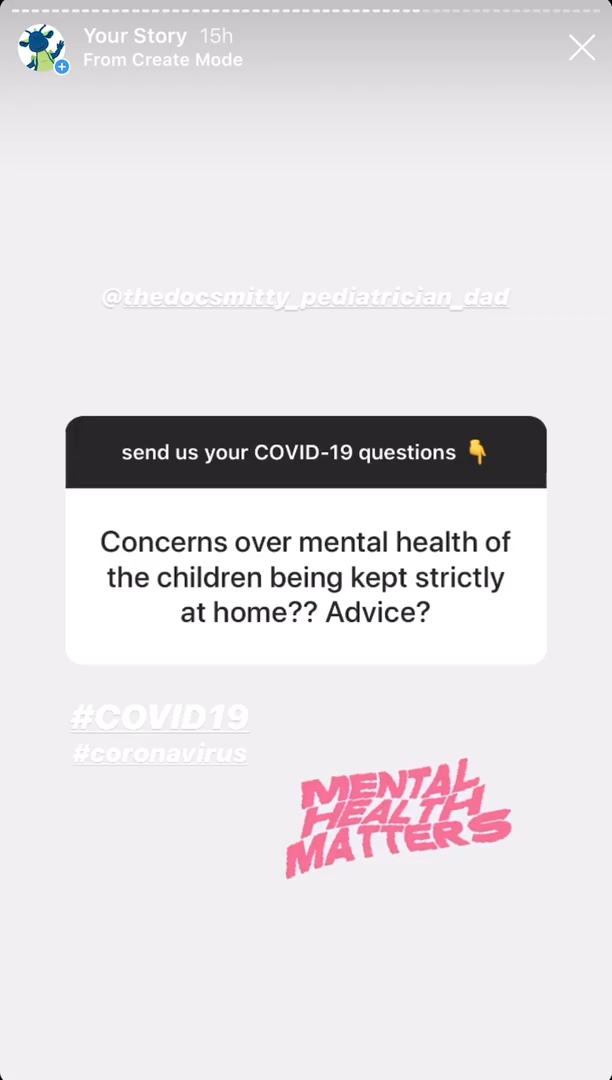 Your Story 15h
From Create Mode
@thedocsmitty_pediatrician_dad
send us your COVID-19 questions 👇
Concerns over mental health of
the children being kept strictly
at home?? Advice?
#COVID19
#coronavirus
MENTAL
HEALTH
MATTERS